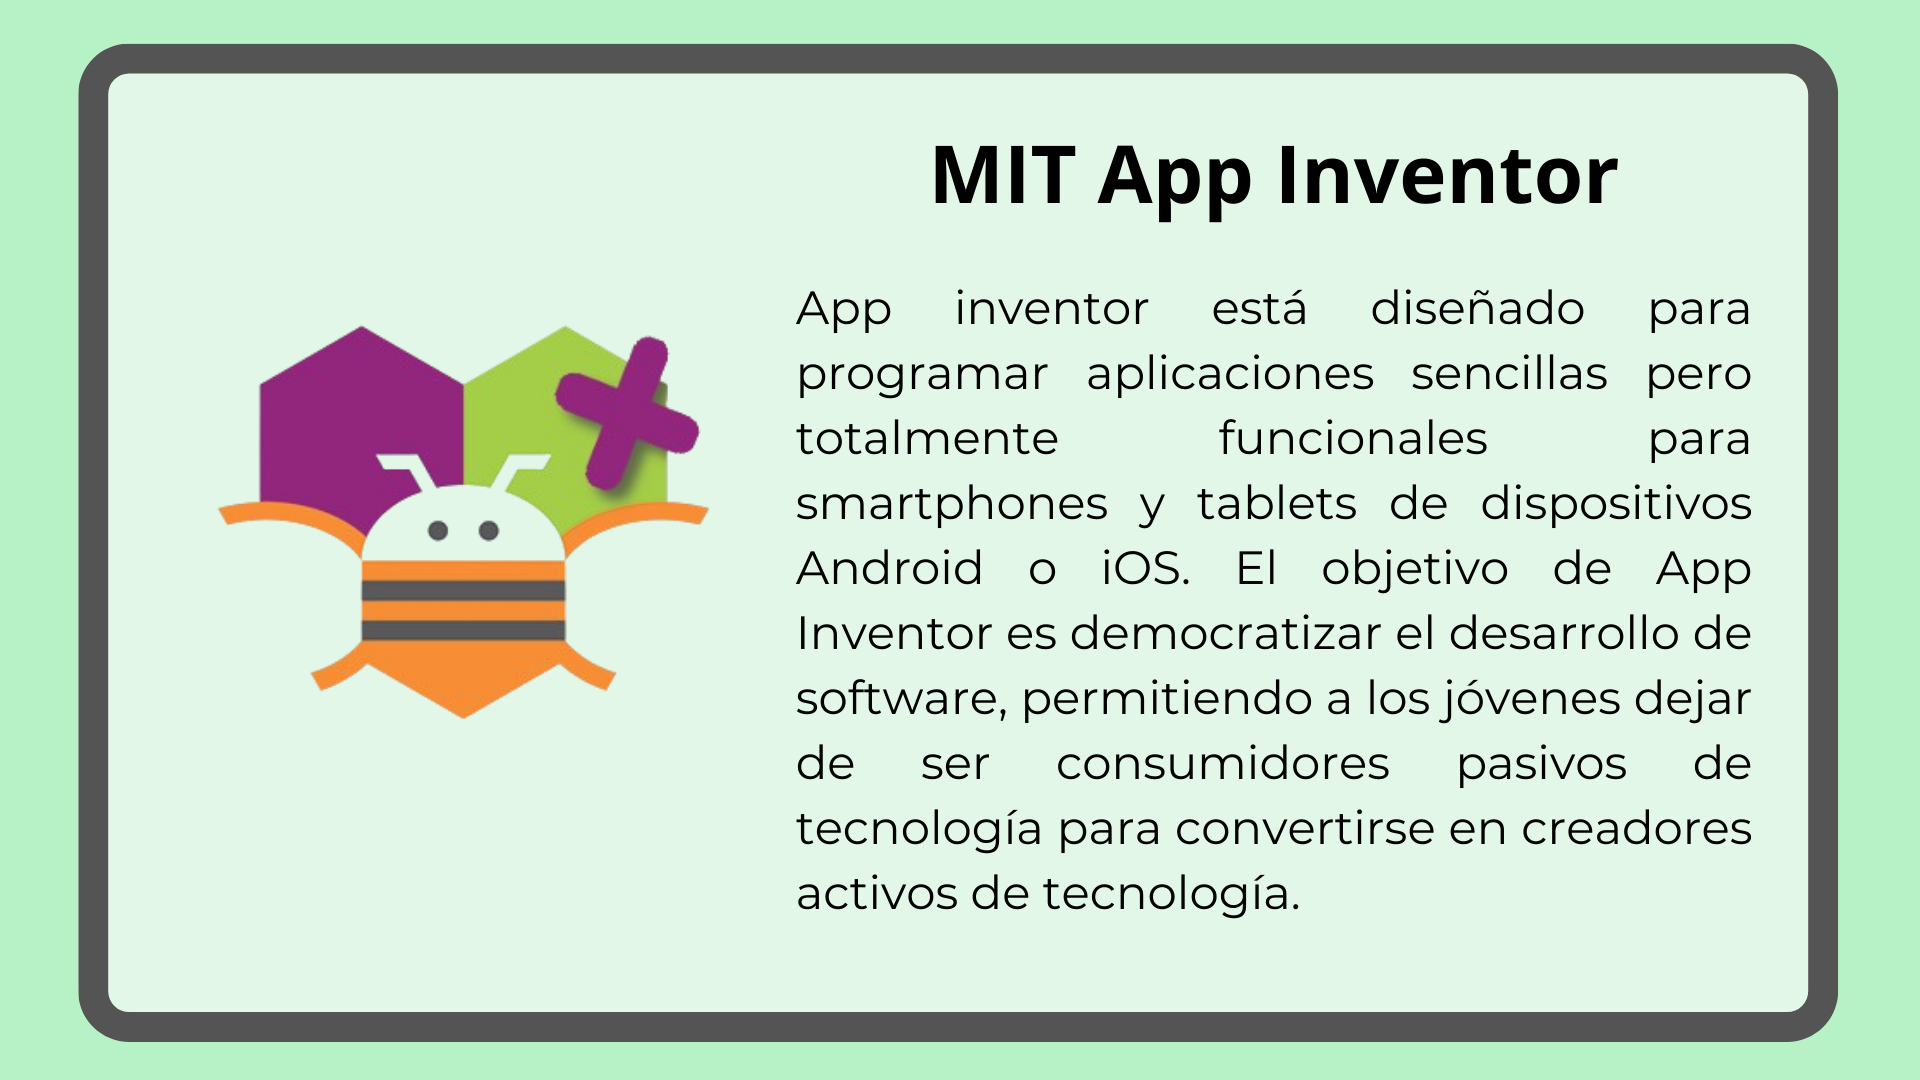 MIT App Inventor
App inventor está diseñado para
programar aplicaciones sencillas pero
totalmente funcionales para
smartphones y tablets de dispositivos
Android o iOS. El objetivo de App
Inventor es democratizar el desarrollo de
software, permitiendo a los jóvenes dejar
de ser consumidores pasivos de
tecnología para convertirse en creadores
activos de tecnología.